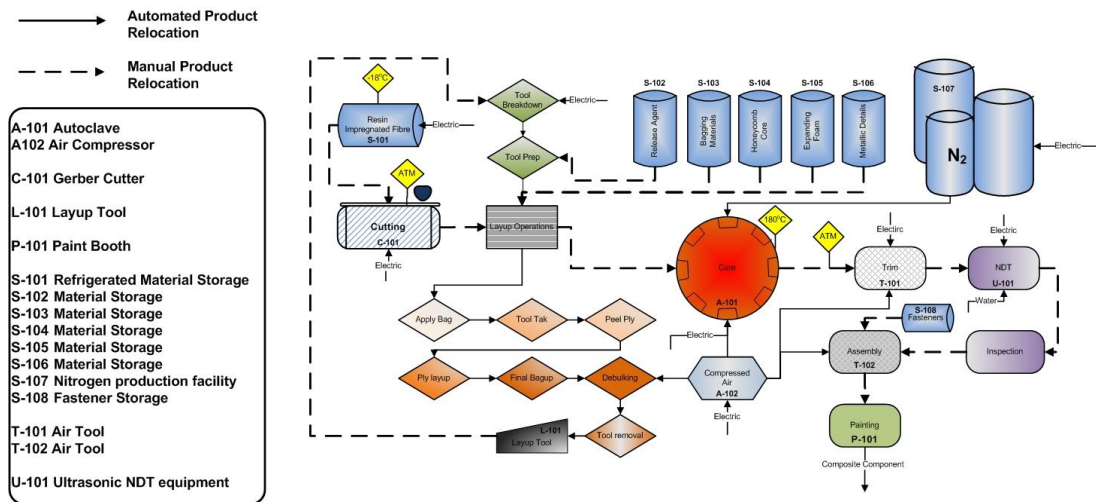 Automated Product
Relocation
Manual Product
Relocation
A-101 Autoclave
A102 Air Compressor
C-101 Gerber Cutter
L-101 Layup Tool
P-101 Paint Booth
S-101 Refrigerated Material Storage
S-102 Material Storage
S-103 Material Storage
S-104 Material Storage
S-105 Material Storage
S-106 Material Storage
S-107 Nitrogen production facility
S-108 Fastener Storage
T-101 Air Tool
T-102 Air Tool
U-101 Ultrasonic NDT equipment
-18°C
Resin
Impregnated Fibre
S-101
Electric
Tool
Breakdown
Electric
Tool Prep
S-102
Release Agent
S-103
Bagging
Materials
S-104
Honeycomb
Core
S-105
Expanding
Foam
S-106
Metallic Details
S-107
N2
Electric
ATM
Cutting
C-101
Electric
Layup Operations
180°C
Cure
A-101
ATM
Electirc
Trim
T-101
Electric
NDT
U-101
Water
S-108
Fasteners
Apply Bag
Tool Tak
Peel Ply
Electric
Assembly
T-102
Inspection
Ply layup
Final Bagup
Debulking
Compressed
Air
A-102
Electric
L-101
Layup Tool
Tool removal
Painting
P-101
Composite Component